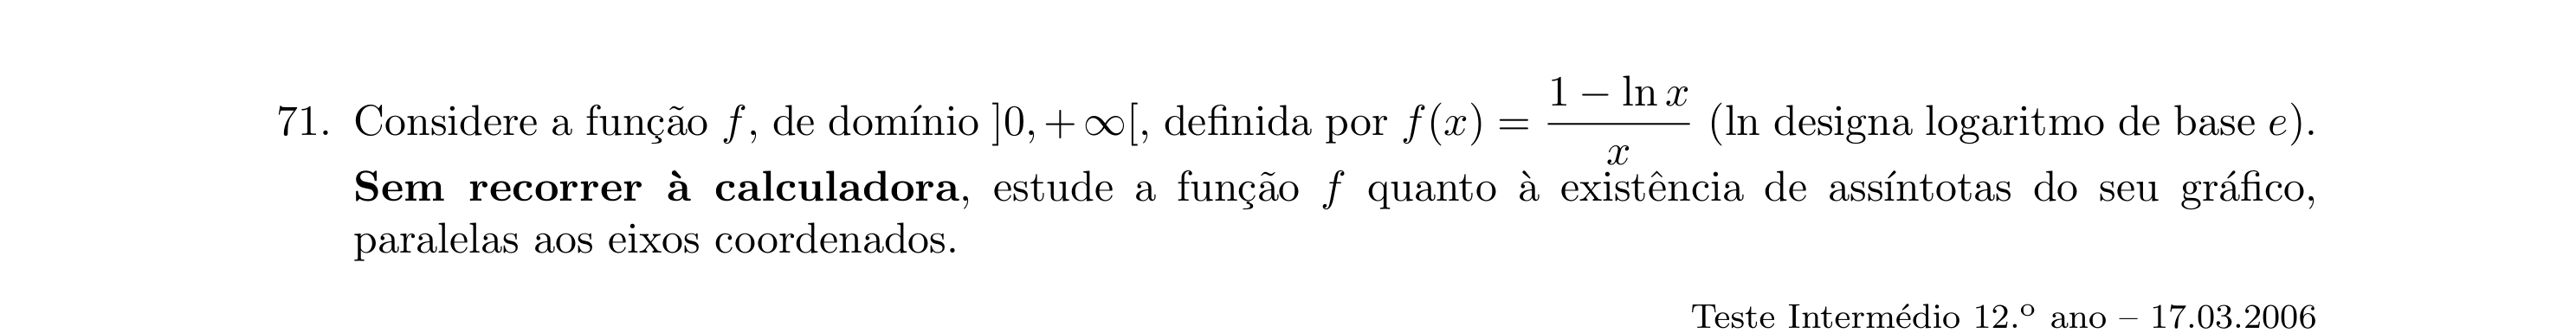 71. Considere a função f, de domínio ]0, +∞[, definida por f(x) = \frac{1 − ln x}{x} (ln designa logaritmo de base e).
Sem recorrer à calculadora, estude a função f quanto à existência de assíntotas do seu gráfico,
paralelas aos eixos coordenados.
Teste Intermédio 12.º ano – 17.03.2006